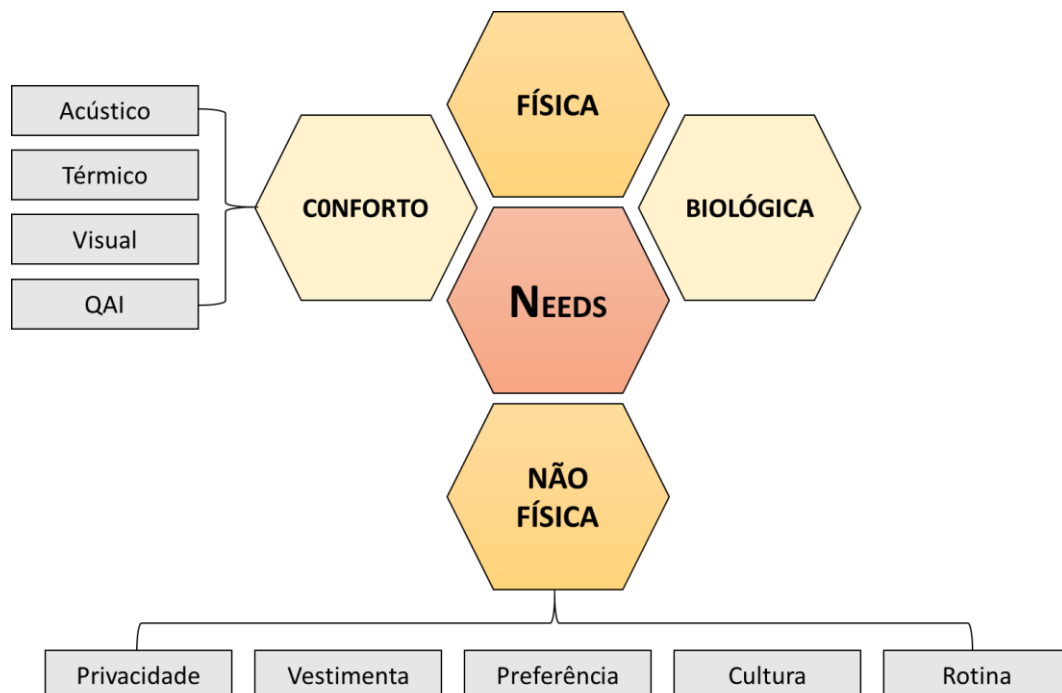 FÍSICA
Acústico
Térmico
Visual
QAI
C0NFORTO
BIOLÓGICA
NEEDS
NÃO
FÍSICA
Privacidade
Vestimenta
Preferência
Cultura
Rotina